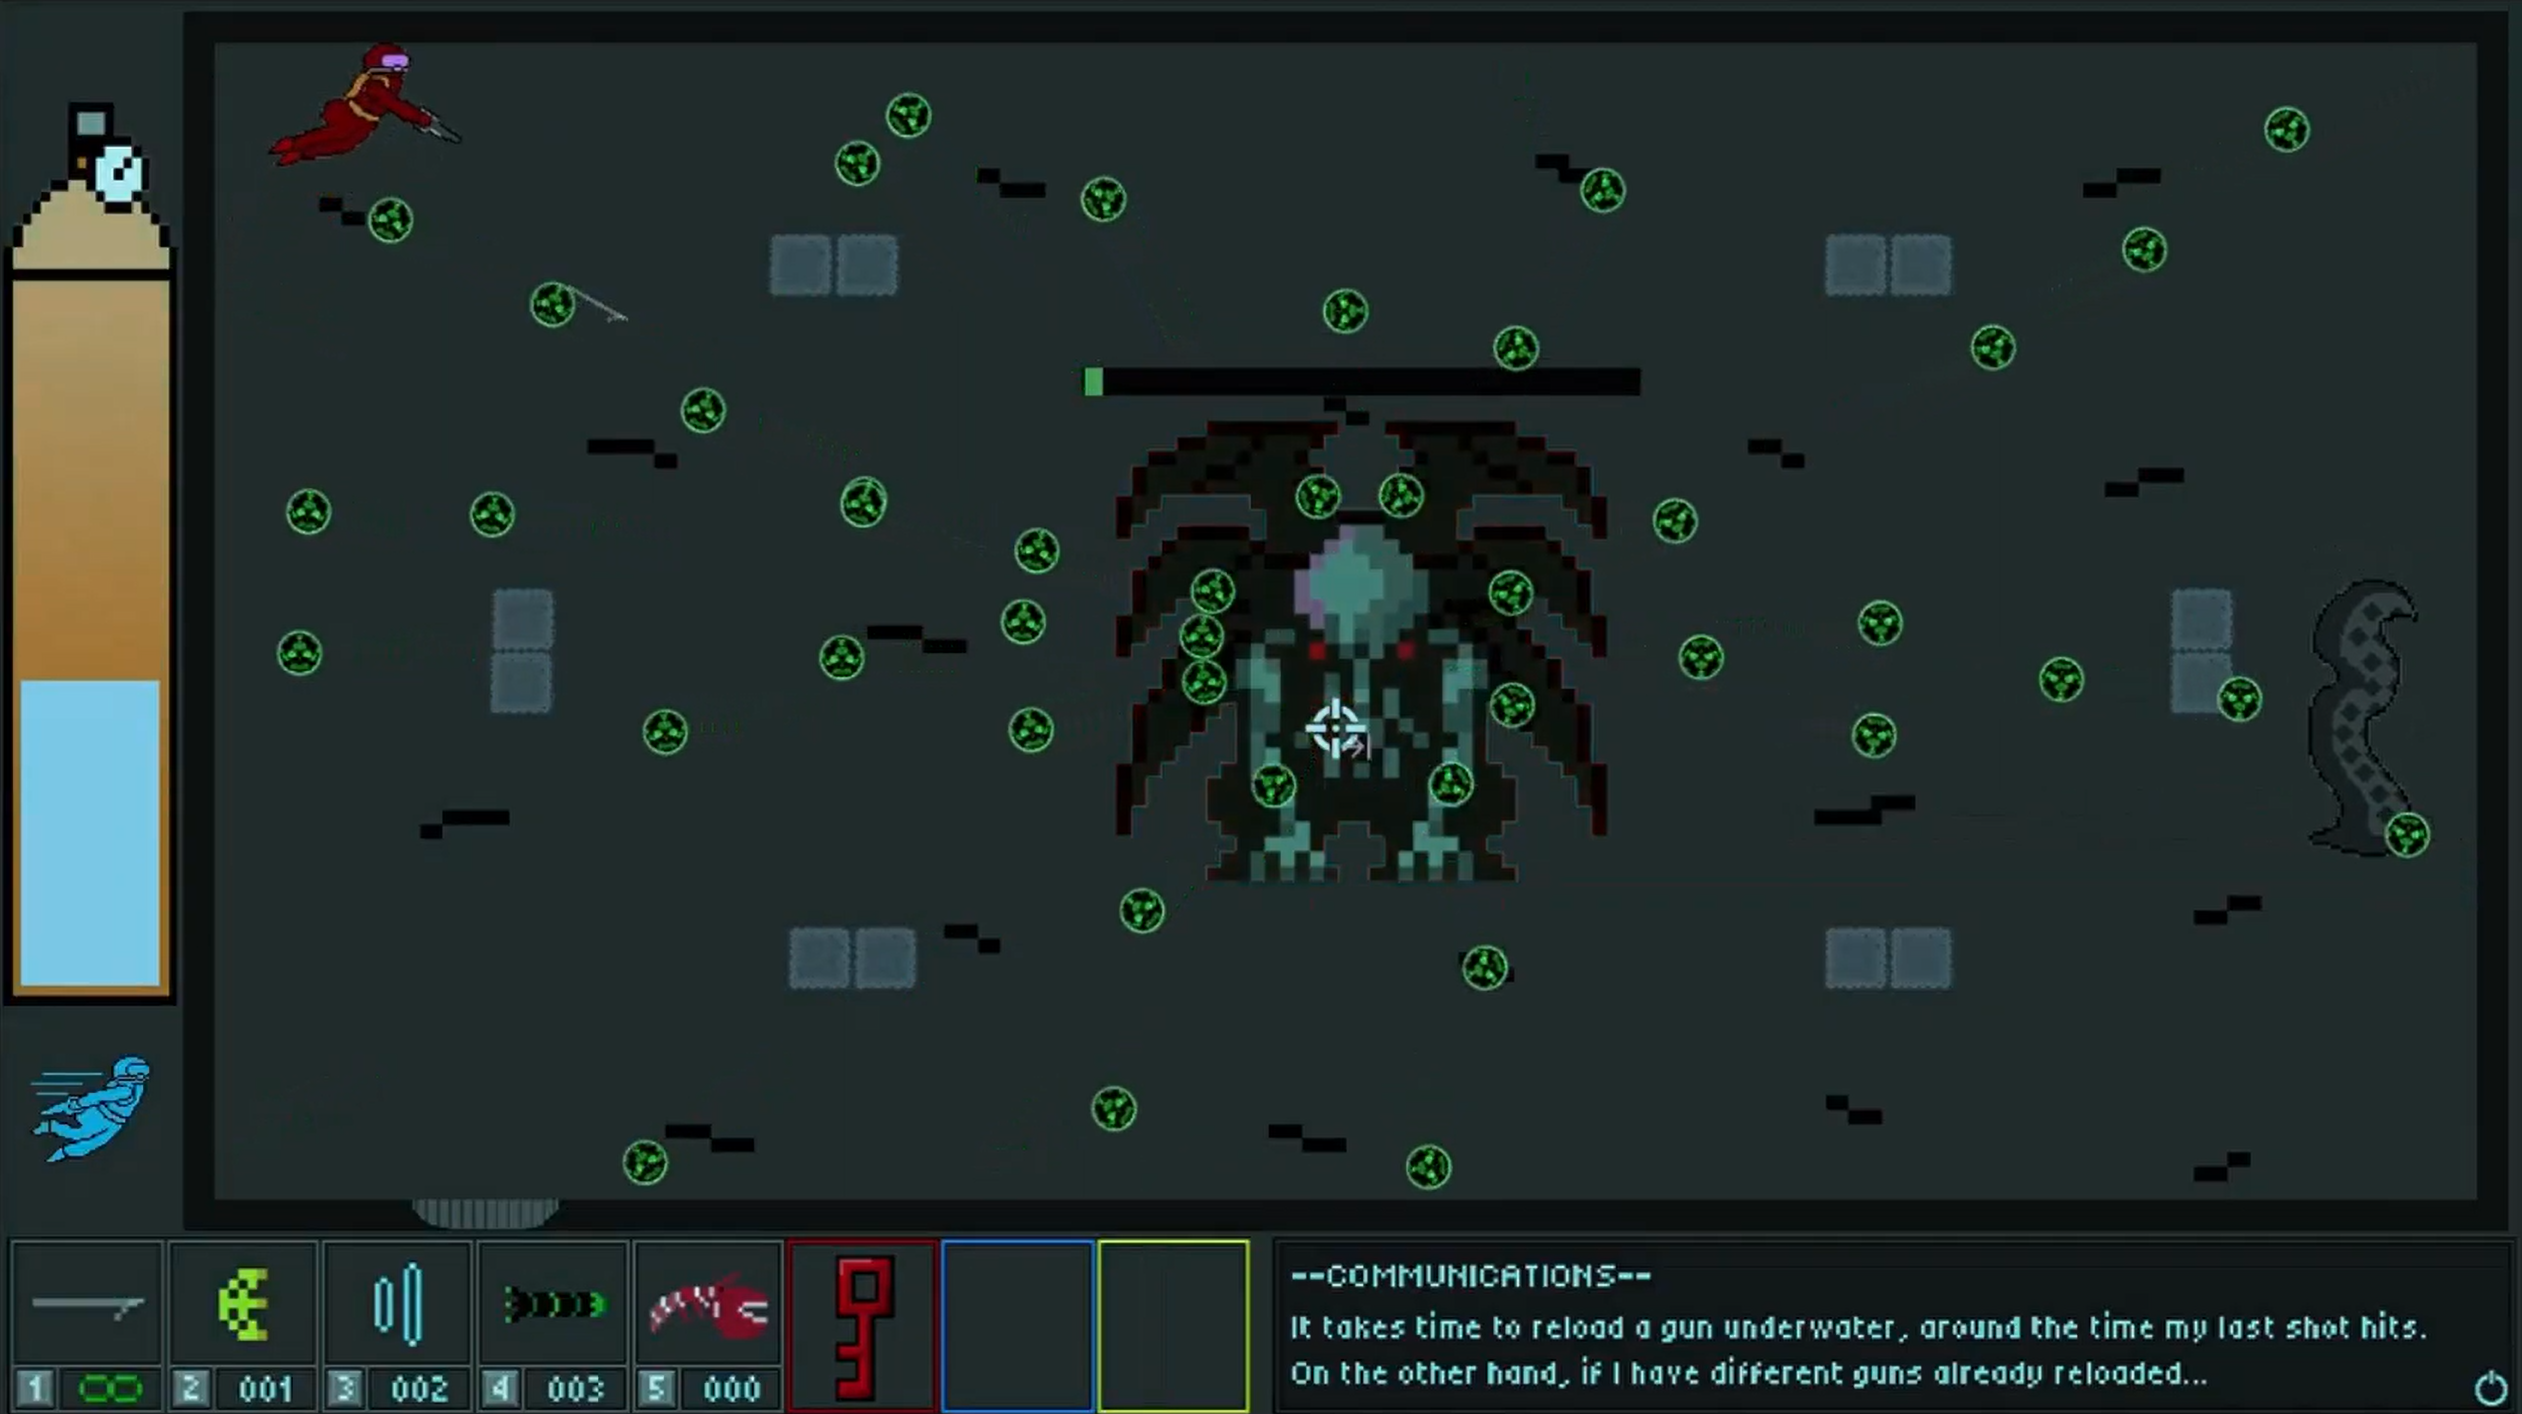 1 ∞ 2 001 3 002 4 003 5 000
--COMMUNICATIONS--
It takes time to reload a gun underwater, around the time my last shot hits.
On the other hand, if I have different guns already reloaded...